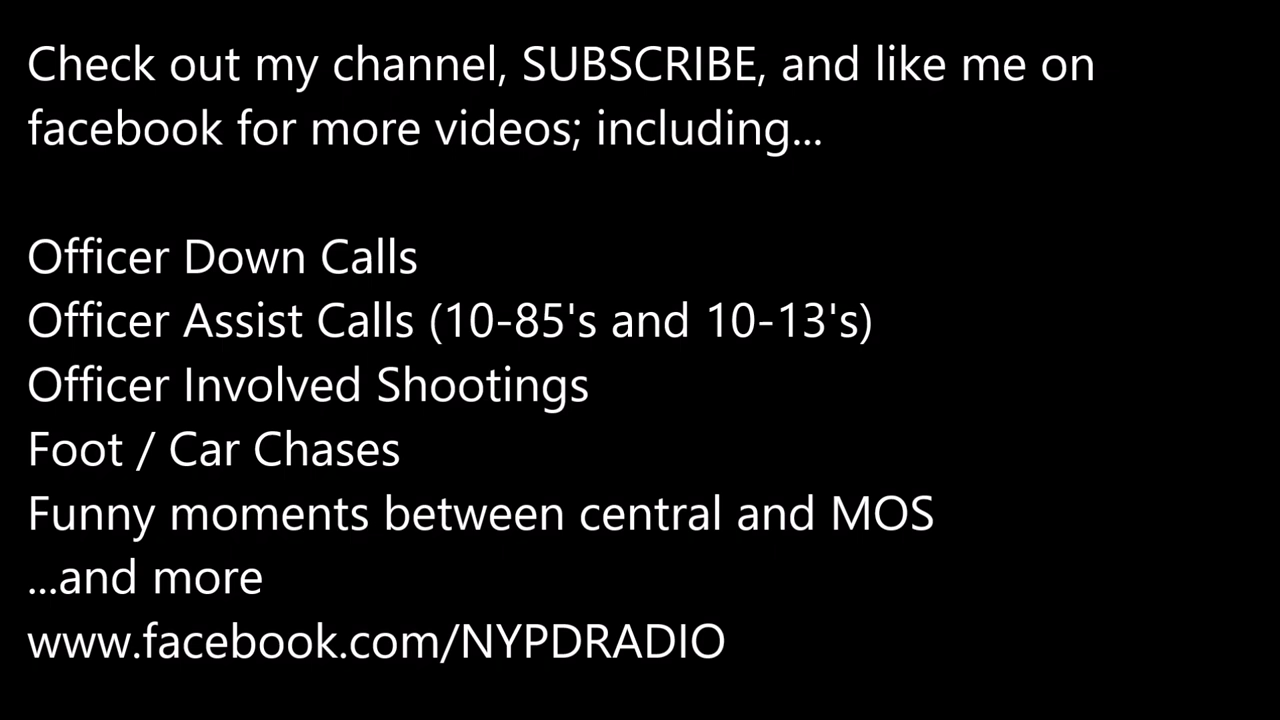 Check out my channel, SUBSCRIBE, and like me on
facebook for more videos; including...
Officer Down Calls
Officer Assist Calls (10-85's and 10-13's)
Officer Involved Shootings
Foot / Car Chases
Funny moments between central and MOS
...and more
www.facebook.com/NYPDRADIO